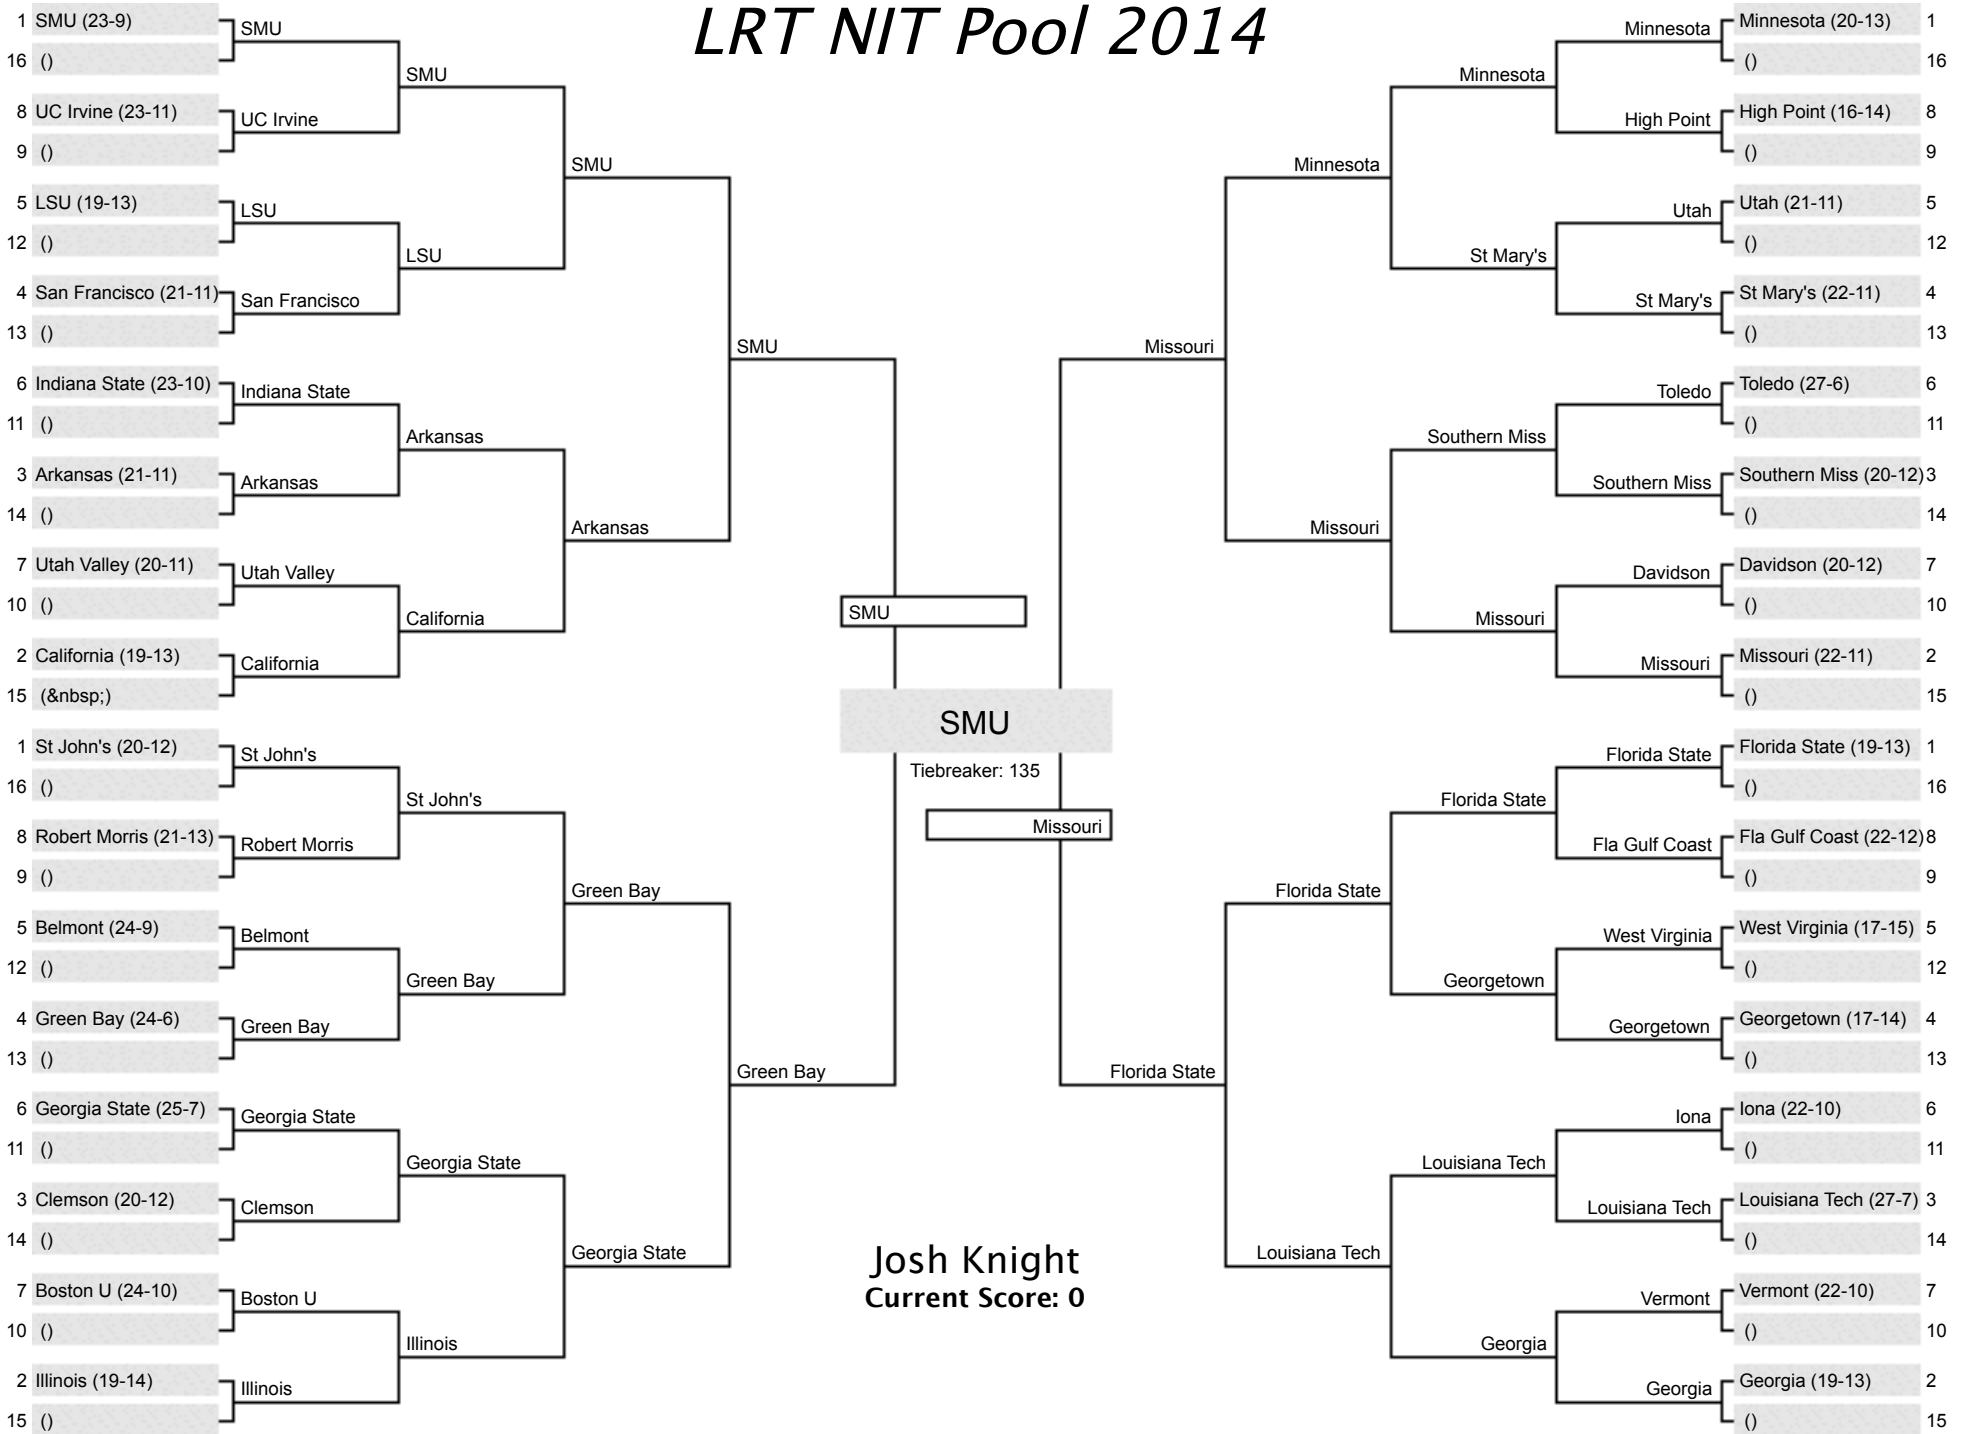 LRT NIT Pool 2014
1 SMU (23-9)
SMU
16 ()
SMU
8 UC Irvine (23-11)
UC Irvine
9 ()
SMU
5 LSU (19-13)
LSU
12 ()
LSU
4 San Francisco (21-11)
San Francisco
13 ()
SMU
6 Indiana State (23-10)
Indiana State
11 ()
Arkansas
3 Arkansas (21-11)
Arkansas
14 ()
Arkansas
7 Utah Valley (20-11)
Utah Valley
10 ()
California
2 California (19-13)
California
15 (&nbsp;)
1 St John's (20-12)
St John's
16 ()
St John's
8 Robert Morris (21-13)
Robert Morris
9 ()
Green Bay
5 Belmont (24-9)
Belmont
12 ()
Green Bay
4 Green Bay (24-6)
Green Bay
13 ()
Green Bay
6 Georgia State (25-7)
Georgia State
11 ()
Georgia State
3 Clemson (20-12)
Clemson
14 ()
Georgia State
7 Boston U (24-10)
Boston U
10 ()
Illinois
2 Illinois (19-14)
Illinois
15 ()
SMU
SMU
Tiebreaker: 135
Missouri
Josh Knight
Current Score: 0
Minnesota (20-13) 1
Minnesota
() 16
Minnesota
High Point (16-14) 8
High Point
() 9
Minnesota
Utah (21-11) 5
Utah
() 12
St Mary's
St Mary's (22-11) 4
St Mary's
() 13
Missouri
Toledo (27-6) 6
Toledo
() 11
Southern Miss
Southern Miss (20-12) 3
Southern Miss
() 14
Missouri
Davidson (20-12) 7
Davidson
() 10
Missouri
Missouri (22-11) 2
Missouri
() 15
Florida State (19-13) 1
Florida State
() 16
Florida State
Fla Gulf Coast (22-12) 8
Fla Gulf Coast
() 9
Florida State
West Virginia (17-15) 5
West Virginia
() 12
Georgetown
Georgetown (17-14) 4
Georgetown
() 13
Florida State
Iona (22-10) 6
Iona
() 11
Louisiana Tech
Louisiana Tech (27-7) 3
Louisiana Tech
() 14
Louisiana Tech
Vermont (22-10) 7
Vermont
() 10
Georgia
Georgia (19-13) 2
Georgia
() 15